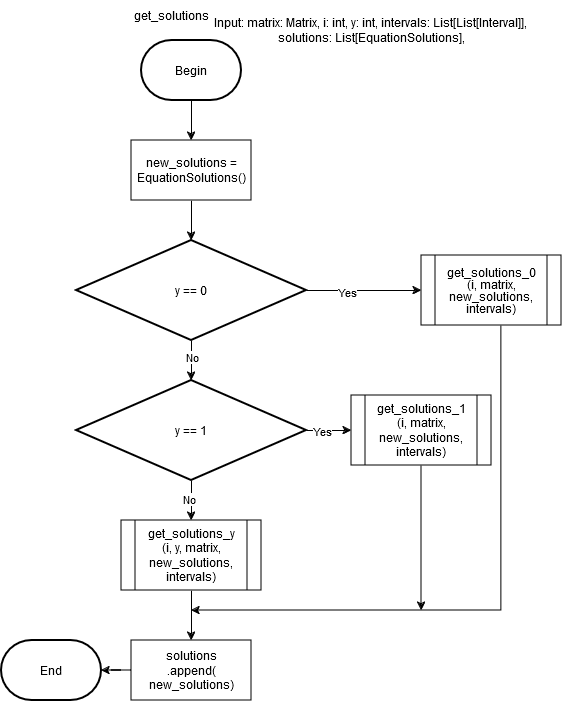 get_solutions
Input: matrix: Matrix, i: int, y: int, intervals: List[List[Interval]],
solutions: List[EquationSolutions],
Begin
new_solutions =
EquationSolutions()
y == 0
Yes
get_solutions_0
(i, matrix,
new_solutions,
intervals)
No
y == 1
Yes
get_solutions_1
(i, matrix,
new_solutions,
intervals)
No
get_solutions_y
(i, y, matrix,
new_solutions,
intervals)
solutions
.append(
new_solutions)
End